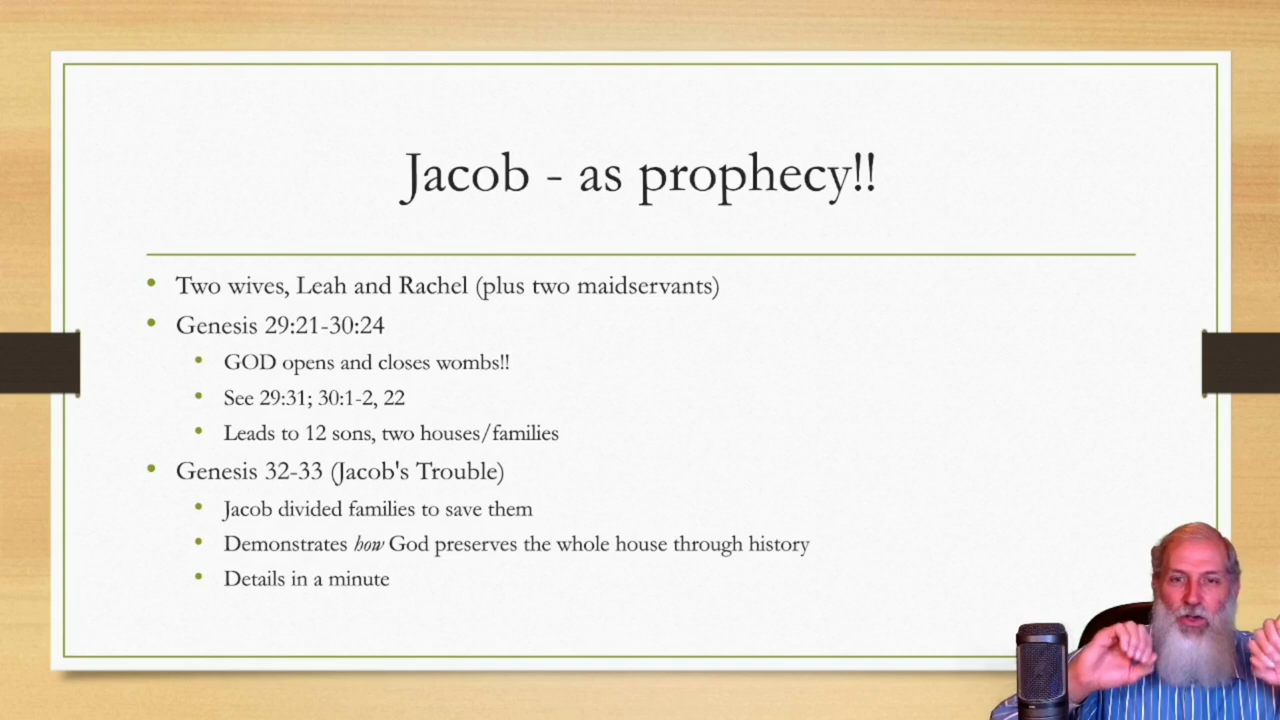 Jacob - as prophecy!!
• Two wives, Leah and Rachel (plus two maidservants)
• Genesis 29:21-30:24
• GOD opens and closes wombs!!
• See 29:31; 30:1-2, 22
• Leads to 12 sons, two houses/families
• Genesis 32-33 (Jacob's Trouble)
• Jacob divided families to save them
• Demonstrates how God preserves the whole house through history
• Details in a minute